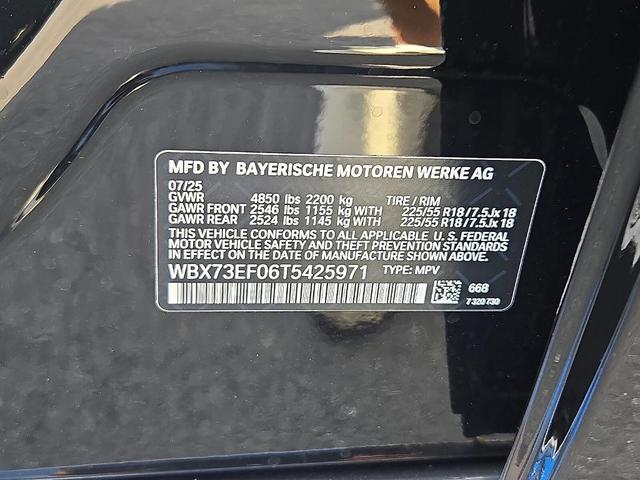 MFD BY BAYERISCHE MOTOREN WERKE AG
07/25
GVWR 4850 lbs 2200 kg TIRE / RIM
GAWR FRONT 2546 lbs 1155 kg WITH 225/55 R18/7.5Jx18
GAWR REAR 2524 lbs 1145 kg WITH 225/55 R18/7.5Jx18
THIS VEHICLE CONFORMS TO ALL APPLICABLE U.S. FEDERAL
MOTOR VEHICLE SAFETY AND THEFT PREVENTION STANDARDS
IN EFFECT ON THE DATE OF MANUFACTURE SHOWN ABOVE.
WBX73EF06T5425971 TYPE: MPV
668
7 320 730